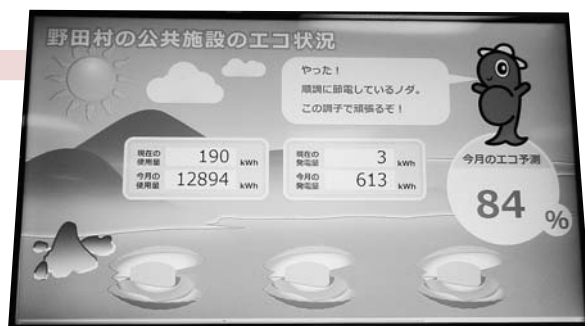 野田村の公共施設のエコ状況
やった！
順調に節電しているノダ。
この調子で頑張るぞ！
現在の
使用量 190 kWh
今月の
使用量 12894 kWh
現在の
発電量 3 kWh
今月の
発電量 613 kWh
今月のエコ予測
84 %